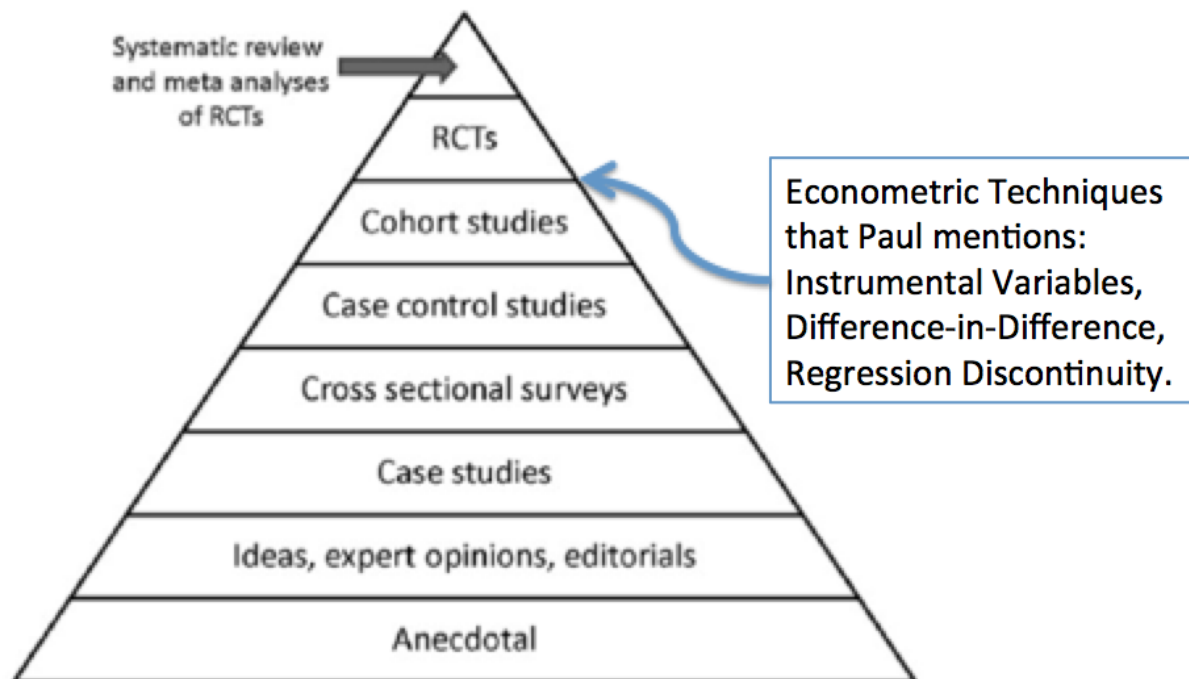 Systematic review
and meta analyses
of RCTs
RCTs
Cohort studies
Case control studies
Cross sectional surveys
Case studies
Ideas, expert opinions, editorials
Anecdotal
Econometric Techniques
that Paul mentions:
Instrumental Variables,
Difference-in-Difference,
Regression Discontinuity.